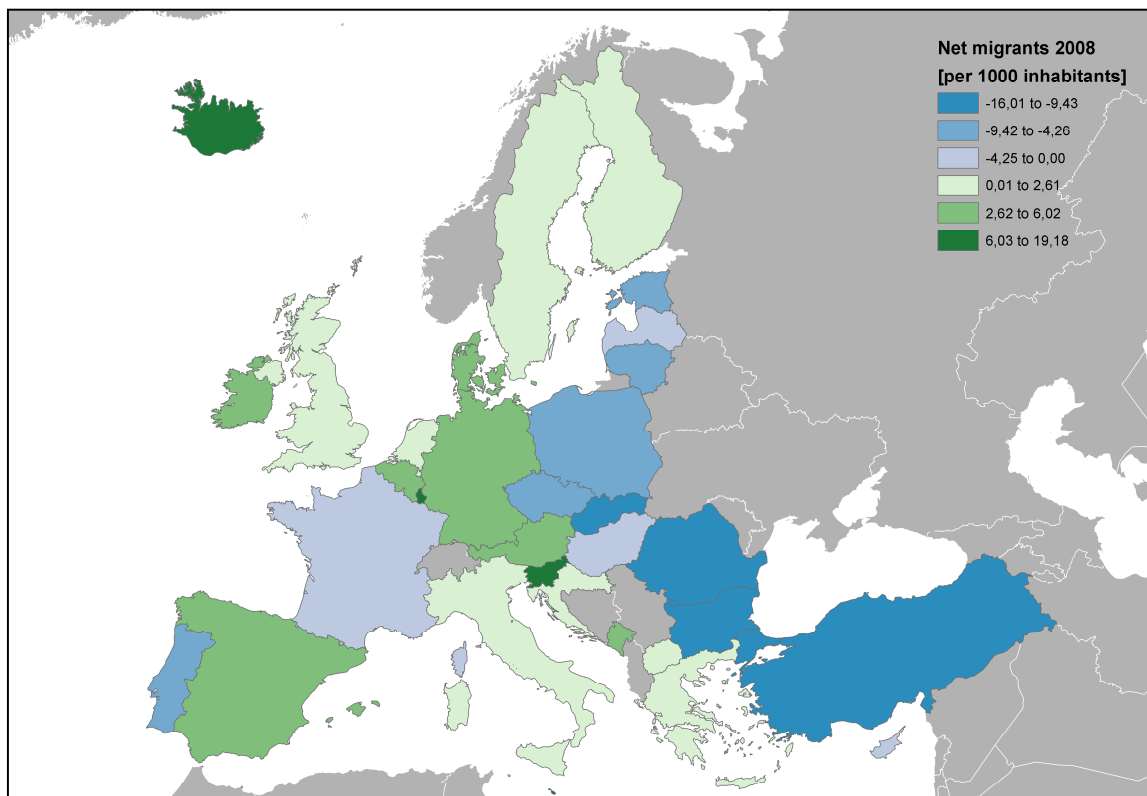 Net migrants 2008
[per 1000 inhabitants]
-16,01 to -9,43
-9,42 to -4,26
-4,25 to 0,00
0,01 to 2,61
2,62 to 6,02
6,03 to 19,18